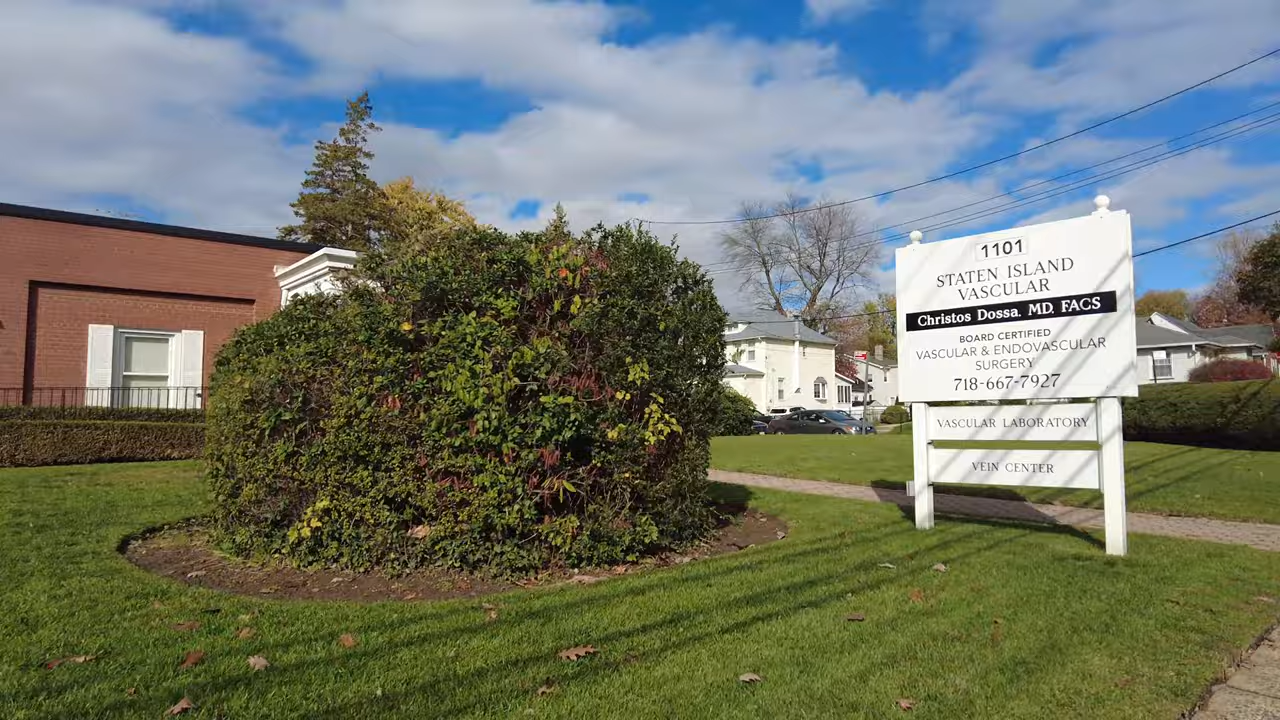 1101
STATEN ISLAND
VASCULAR
Christos Dossa, MD, FACS
BOARD CERTIFIED
VASCULAR & ENDOVASCULAR
SURGERY
718-667-7927
VASCULAR LABORATORY
VEIN CENTER